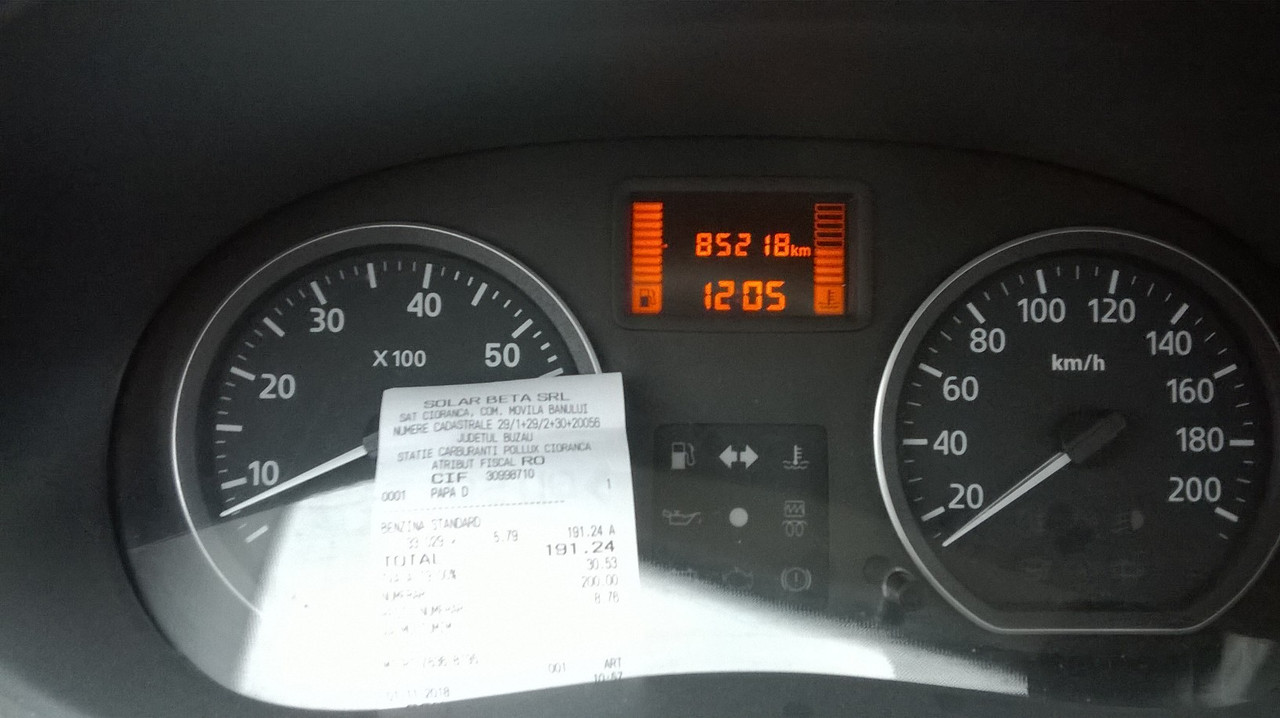 85218km
12:05
10
20
30
40
50
X100
20
40
60
80
100
120
140
160
180
200
km/h
SOLAR BETA SRL
SAT CIORANCA, COM. MOVILA BANULUI
NUMERE CADASTRALE 29/1+29/2+30+20056
JUDETUL BUZAU
STATIE CARBURANTI POLLUX CIORANCA
ATRIBUT FISCAL RO
CIF 30998710
0001 PAPA D 1
BENZINA STANDARD
5.79 191.24 A
TOTAL 191.24
30.53
200.00
8.76
001 ART
2018